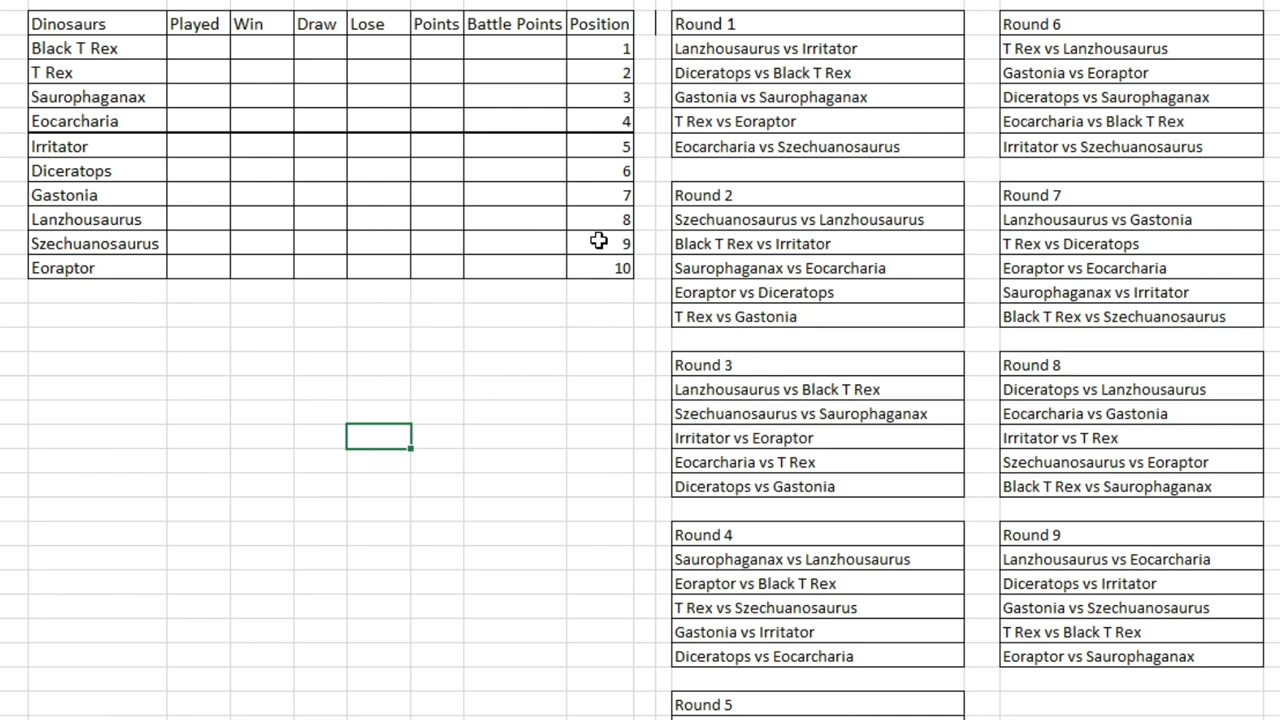 Dinosaurs Played Win Draw Lose Points Battle Points Position
Black T Rex 1
T Rex 2
Saurophaganax 3
Eocarcharia 4
Irritator 5
Diceratops 6
Gastonia 7
Lanzhousaurus 8
Szechuanosaurus 9
Eoraptor 10
Round 1
Lanzhousaurus vs Irritator
Diceratops vs Black T Rex
Gastonia vs Saurophaganax
T Rex vs Eoraptor
Eocarcharia vs Szechuanosaurus
Round 2
Szechuanosaurus vs Lanzhousaurus
Black T Rex vs Irritator
Saurophaganax vs Eocarcharia
Eoraptor vs Diceratops
T Rex vs Gastonia
Round 3
Lanzhousaurus vs Black T Rex
Szechuanosaurus vs Saurophaganax
Irritator vs Eoraptor
Eocarcharia vs T Rex
Diceratops vs Gastonia
Round 4
Saurophaganax vs Lanzhousaurus
Eoraptor vs Black T Rex
T Rex vs Szechuanosaurus
Gastonia vs Irritator
Diceratops vs Eocarcharia
Round 5
Round 6
T Rex vs Lanzhousaurus
Gastonia vs Eoraptor
Diceratops vs Saurophaganax
Eocarcharia vs Black T Rex
Irritator vs Szechuanosaurus
Round 7
Lanzhousaurus vs Gastonia
T Rex vs Diceratops
Eoraptor vs Eocarcharia
Saurophaganax vs Irritator
Black T Rex vs Szechuanosaurus
Round 8
Diceratops vs Lanzhousaurus
Eocarcharia vs Gastonia
Irritator vs T Rex
Szechuanosaurus vs Eoraptor
Black T Rex vs Saurophaganax
Round 9
Lanzhousaurus vs Eocarcharia
Diceratops vs Irritator
Gastonia vs Szechuanosaurus
T Rex vs Black T Rex
Eoraptor vs Saurophaganax